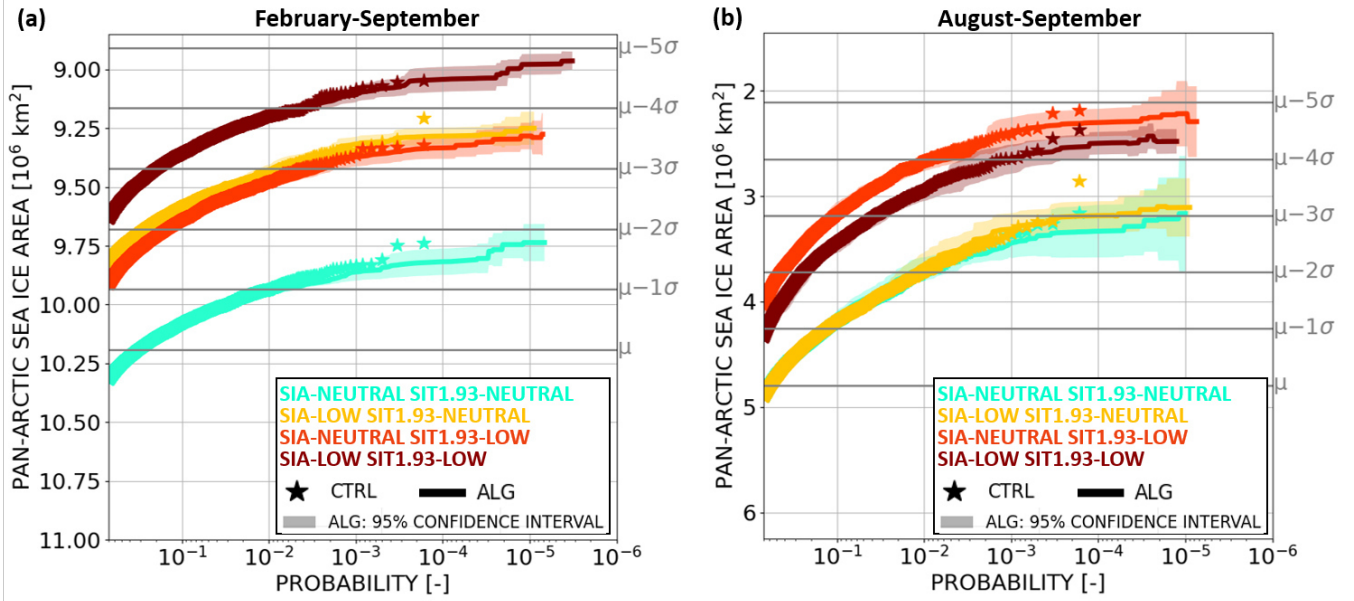 (a)
February-September
PAN-ARCTIC SEA ICE AREA [10⁶ km²]
9.00
9.25
9.50
9.75
10.00
10.25
10.50
10.75
11.00
μ−5σ
μ−4σ
μ−3σ
μ−2σ
μ−1σ
μ
SIA-NEUTRAL SIT1.93-NEUTRAL
SIA-LOW SIT1.93-NEUTRAL
SIA-NEUTRAL SIT1.93-LOW
SIA-LOW SIT1.93-LOW
CTRL ALG
ALG: 95% CONFIDENCE INTERVAL
10⁻¹ 10⁻² 10⁻³ 10⁻⁴ 10⁻⁵ 10⁻⁶
PROBABILITY [-]
(b)
August-September
PAN-ARCTIC SEA ICE AREA [10⁶ km²]
2
3
4
5
6
μ−5σ
μ−4σ
μ−3σ
μ−2σ
μ−1σ
μ
SIA-NEUTRAL SIT1.93-NEUTRAL
SIA-LOW SIT1.93-NEUTRAL
SIA-NEUTRAL SIT1.93-LOW
SIA-LOW SIT1.93-LOW
CTRL ALG
ALG: 95% CONFIDENCE INTERVAL
10⁻¹ 10⁻² 10⁻³ 10⁻⁴ 10⁻⁵ 10⁻⁶
PROBABILITY [-]